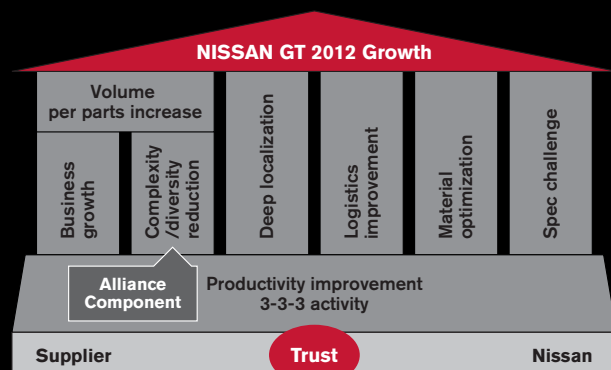 NISSAN GT 2012 Growth
Volume
per parts increase
Business
growth
Complexity
/diversity
reduction
Deep localization
Logistics
improvement
Material
optimization
Spec challenge
Alliance
Component
Productivity improvement
3-3-3 activity
Supplier
Trust
Nissan